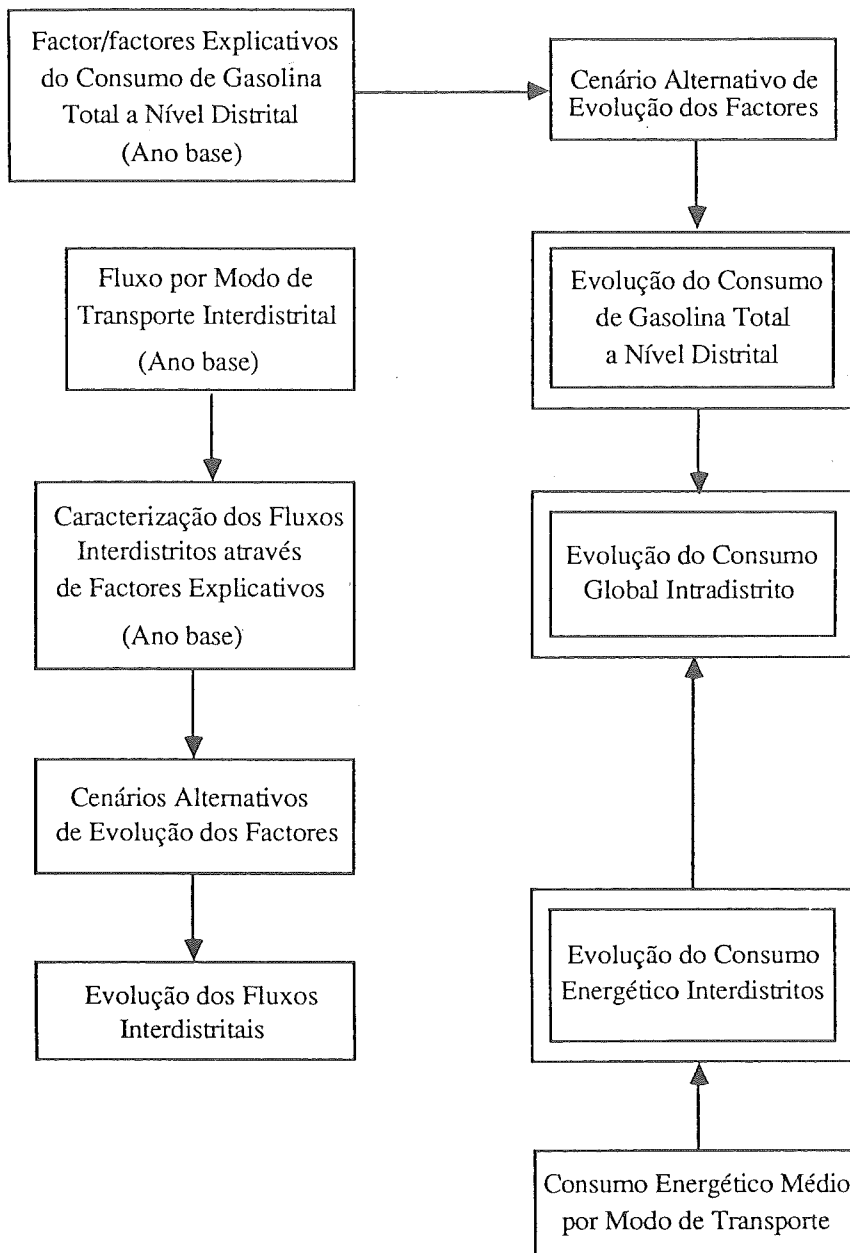 Factor/factores Explicativos
do Consumo de Gasolina
Total a Nível Distrital
(Ano base)
Cenário Alternativo de
Evolução dos Factores
Fluxo por Modo de
Transporte Interdistrital
(Ano base)
Evolução do Consumo
de Gasolina Total
a Nível Distrital
Caracterização dos Fluxos
Interdistritos através
de Factores Explicativos
(Ano base)
Evolução do Consumo
Global Intradistrito
Cenários Alternativos
de Evolução dos Factores
Evolução dos Fluxos
Interdistritais
Evolução do Consumo
Energético Interdistritos
Consumo Energético Médio
por Modo de Transporte